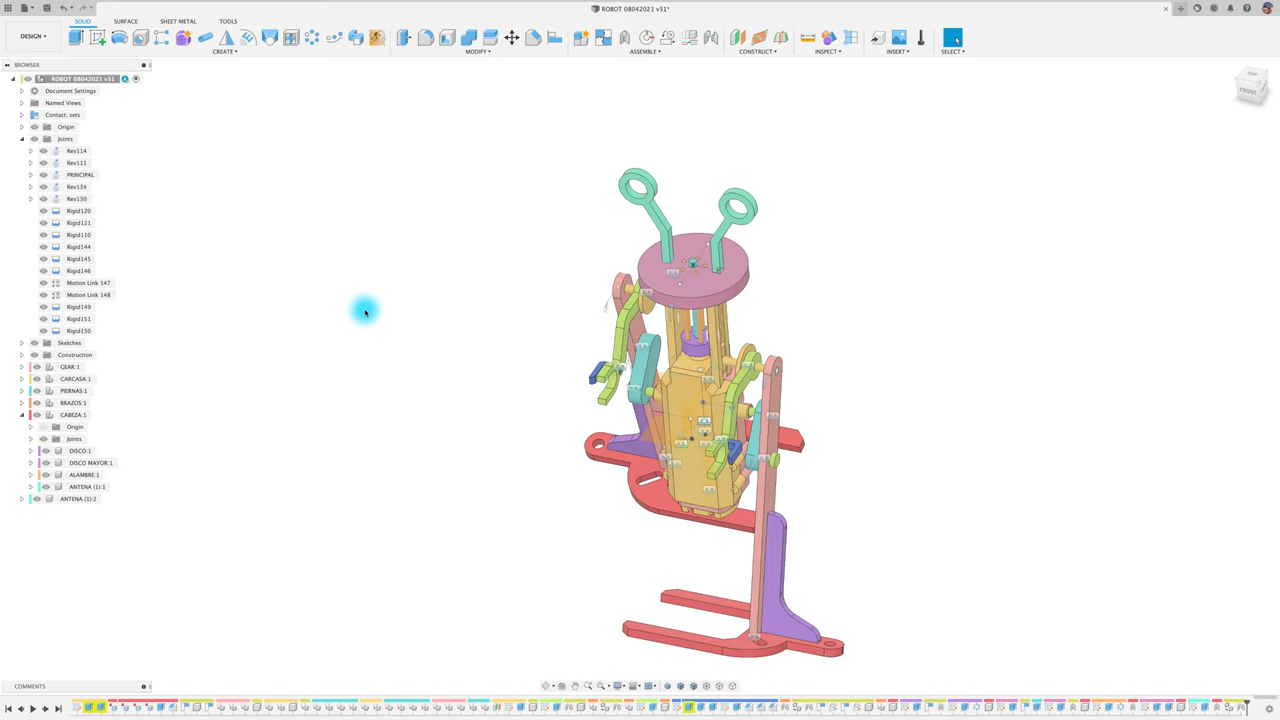 ROBOT 08042021 v31*
DESIGN
SOLID SURFACE SHEET METAL TOOLS
CREATE MODIFY ASSEMBLE CONSTRUCT INSPECT INSERT SELECT
BROWSER
ROBOT 08042021 v31
Document Settings
Named Views
Contact: sets
Origin
Joints
Rev114
Rev111
PRINCIPAL
Rev134
Rev130
Rigid120
Rigid121
Rigid110
Rigid144
Rigid145
Rigid146
Motion Link 147
Motion Link 148
Rigid149
Rigid151
Rigid150
Sketches
Construction
GEAR:1
CARCASA:1
PIERNAS:1
BRAZOS:1
CABEZA:1
Origin
Joints
DISCO:1
DISCO MAYOR:1
ALAMBRE:1
ANTENA (1):1
ANTENA (1):2
TOP
FRONT
COMMENTS